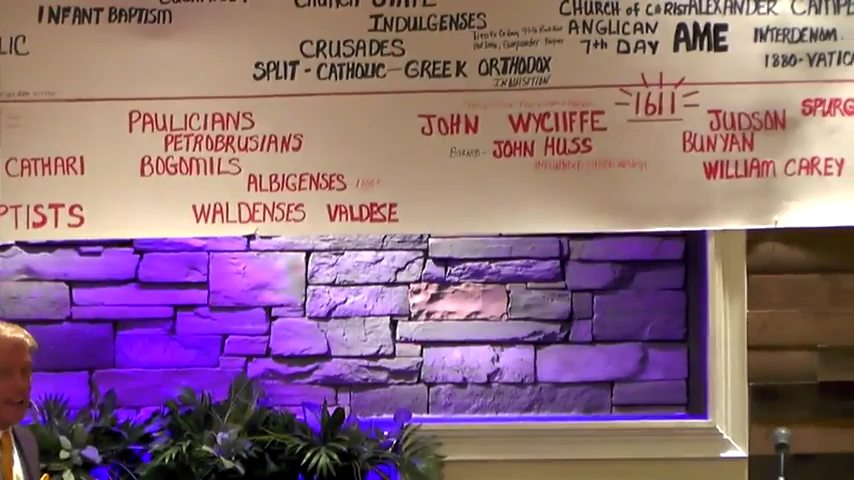 CHURCH STATE
CHURCH OF CHRIST ALEXANDER CAMPE
INFANT BAPTISM
INDULGENSES
ANGLICAN
AME
INTERDENOM.
LIC
CRUSADES
7th DAY
1880-VATIC
SPLIT - CATHOLIC - GREEK ORTHODOX
INQUISITION
1611
PAULICIANS
JOHN WYCLIFFE
JUDSON
SPURG
PETROBRUSIANS
BURNED - JOHN HUSS
BUNYAN
CATHARI
BOGOMILS
WILLIAM CAREY
ALBIGENSES
PTISTS
WALDENSES
VALDESE